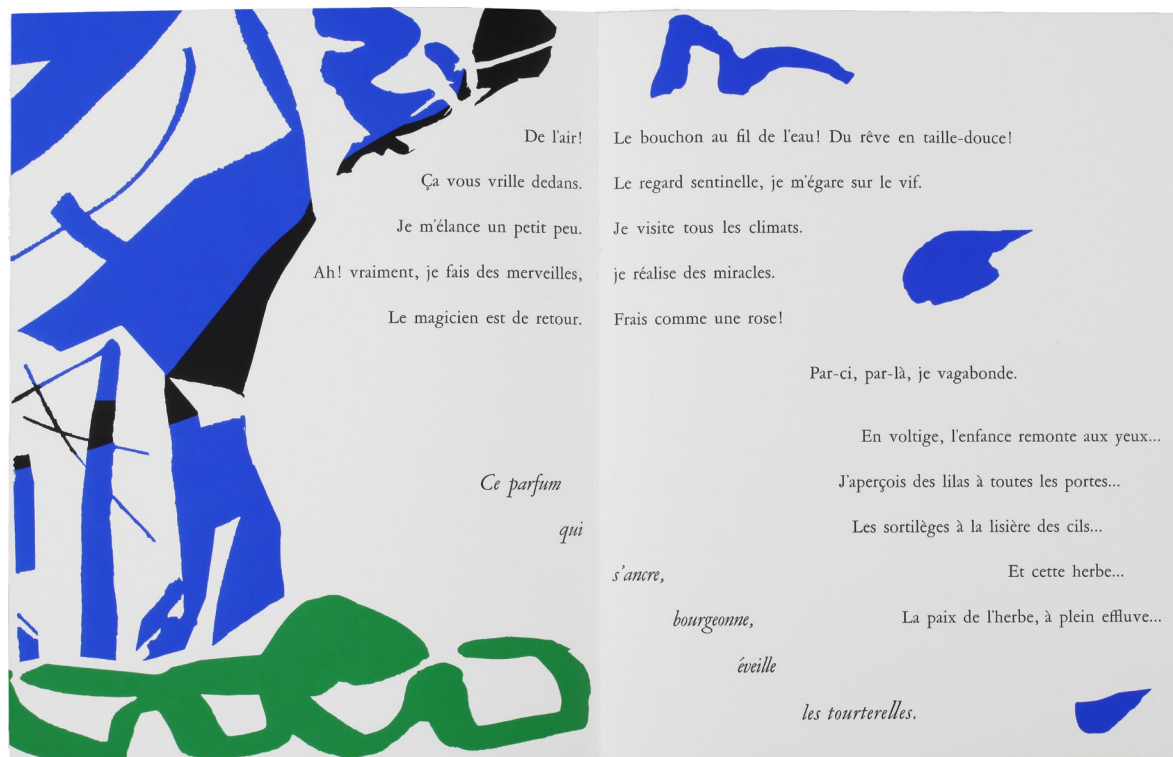 De l'air!
Ça vous vrille dedans.
Je m'élance un petit peu.
Ah! vraiment, je fais des merveilles,
Le magicien est de retour.
Ce parfum
qui
Le bouchon au fil de l'eau! Du rêve en taille-douce!
Le regard sentinelle, je m'égare sur le vif.
Je visite tous les climats.
je réalise des miracles.
Frais comme une rose!
Par-ci, par-là, je vagabonde.
En voltige, l'enfance remonte aux yeux...
J'aperçois des lilas à toutes les portes...
Les sortilèges à la lisière des cils...
Et cette herbe...
La paix de l'herbe, à plein effluve...
s'ancre,
bourgeonne,
éveille
les tourterelles.